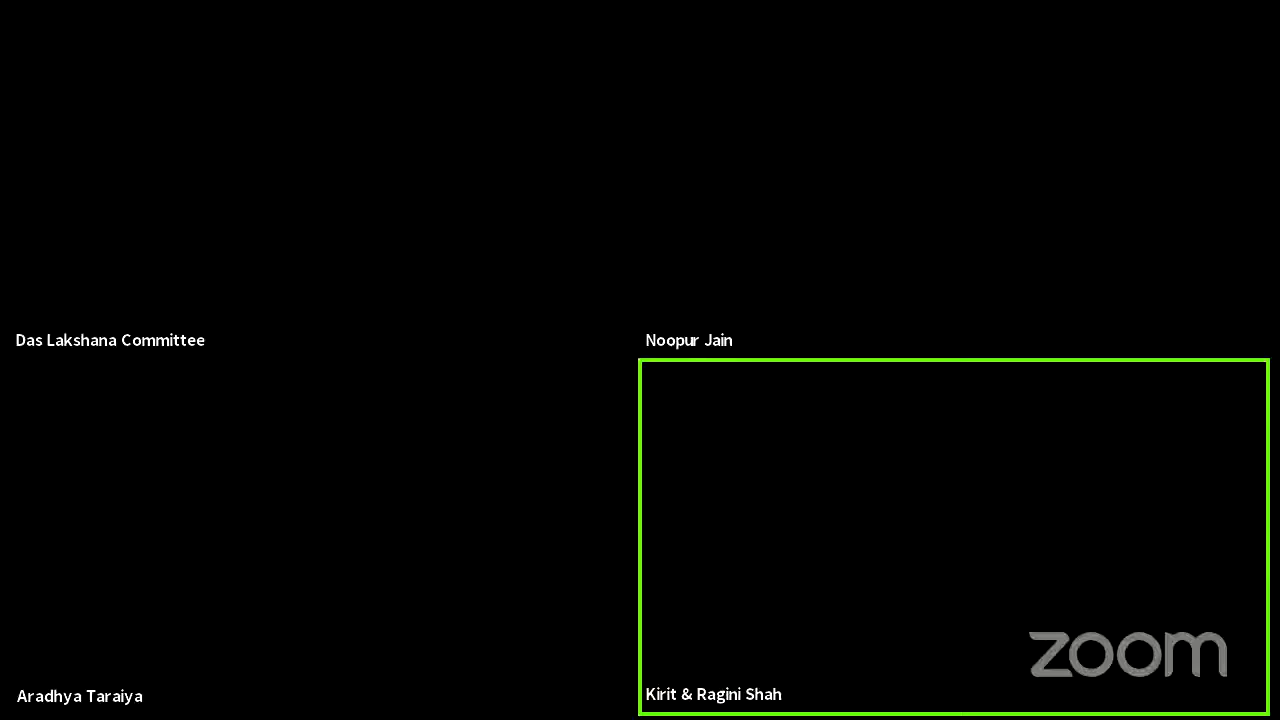 Das Lakshana Committee
Noopur Jain
Aradhya Taraiya
Kirit & Ragini Shah
zoom